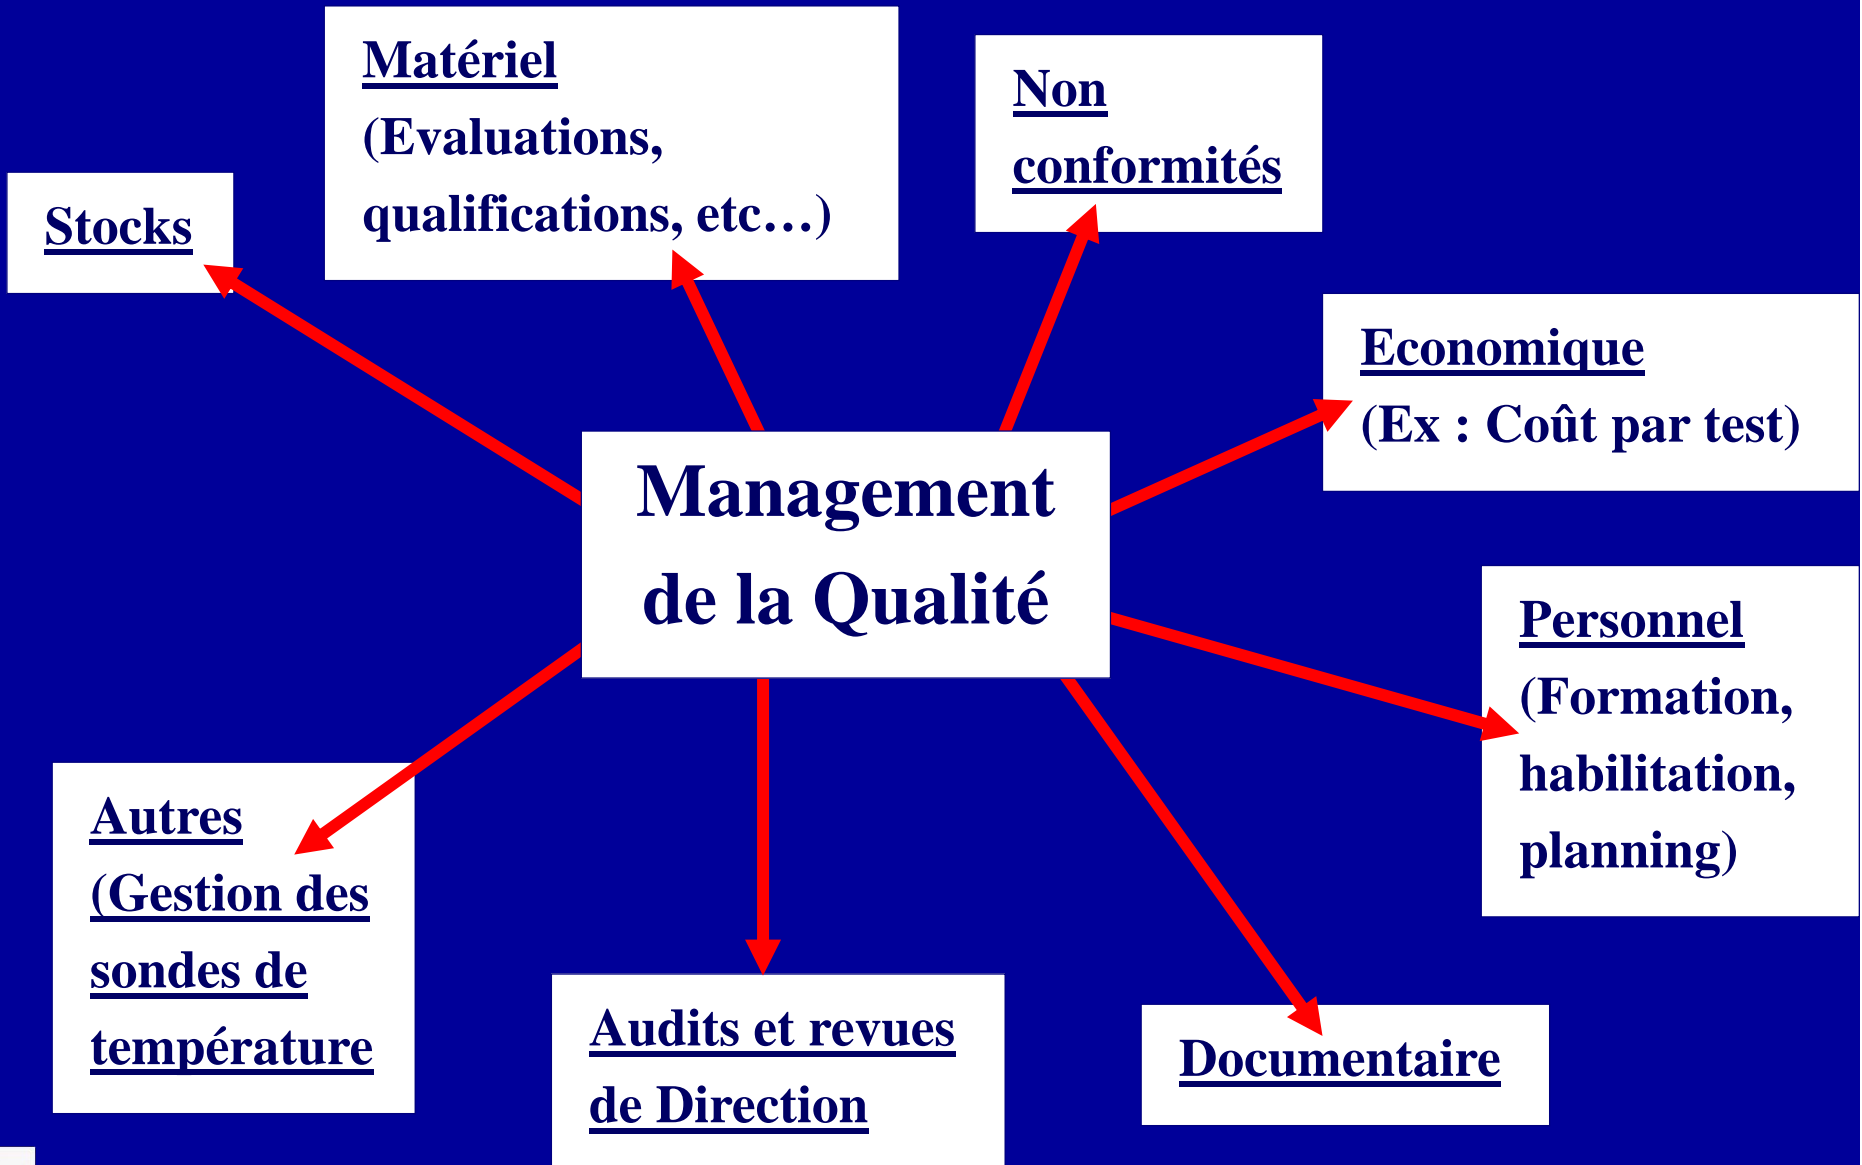 Matériel
(Evaluations,
qualifications, etc…)
Non
conformités
Stocks
Economique
(Ex : Coût par test)
Management
de la Qualité
Personnel
(Formation,
habilitation,
planning)
Autres
(Gestion des
sondes de
température
Audits et revues
de Direction
Documentaire